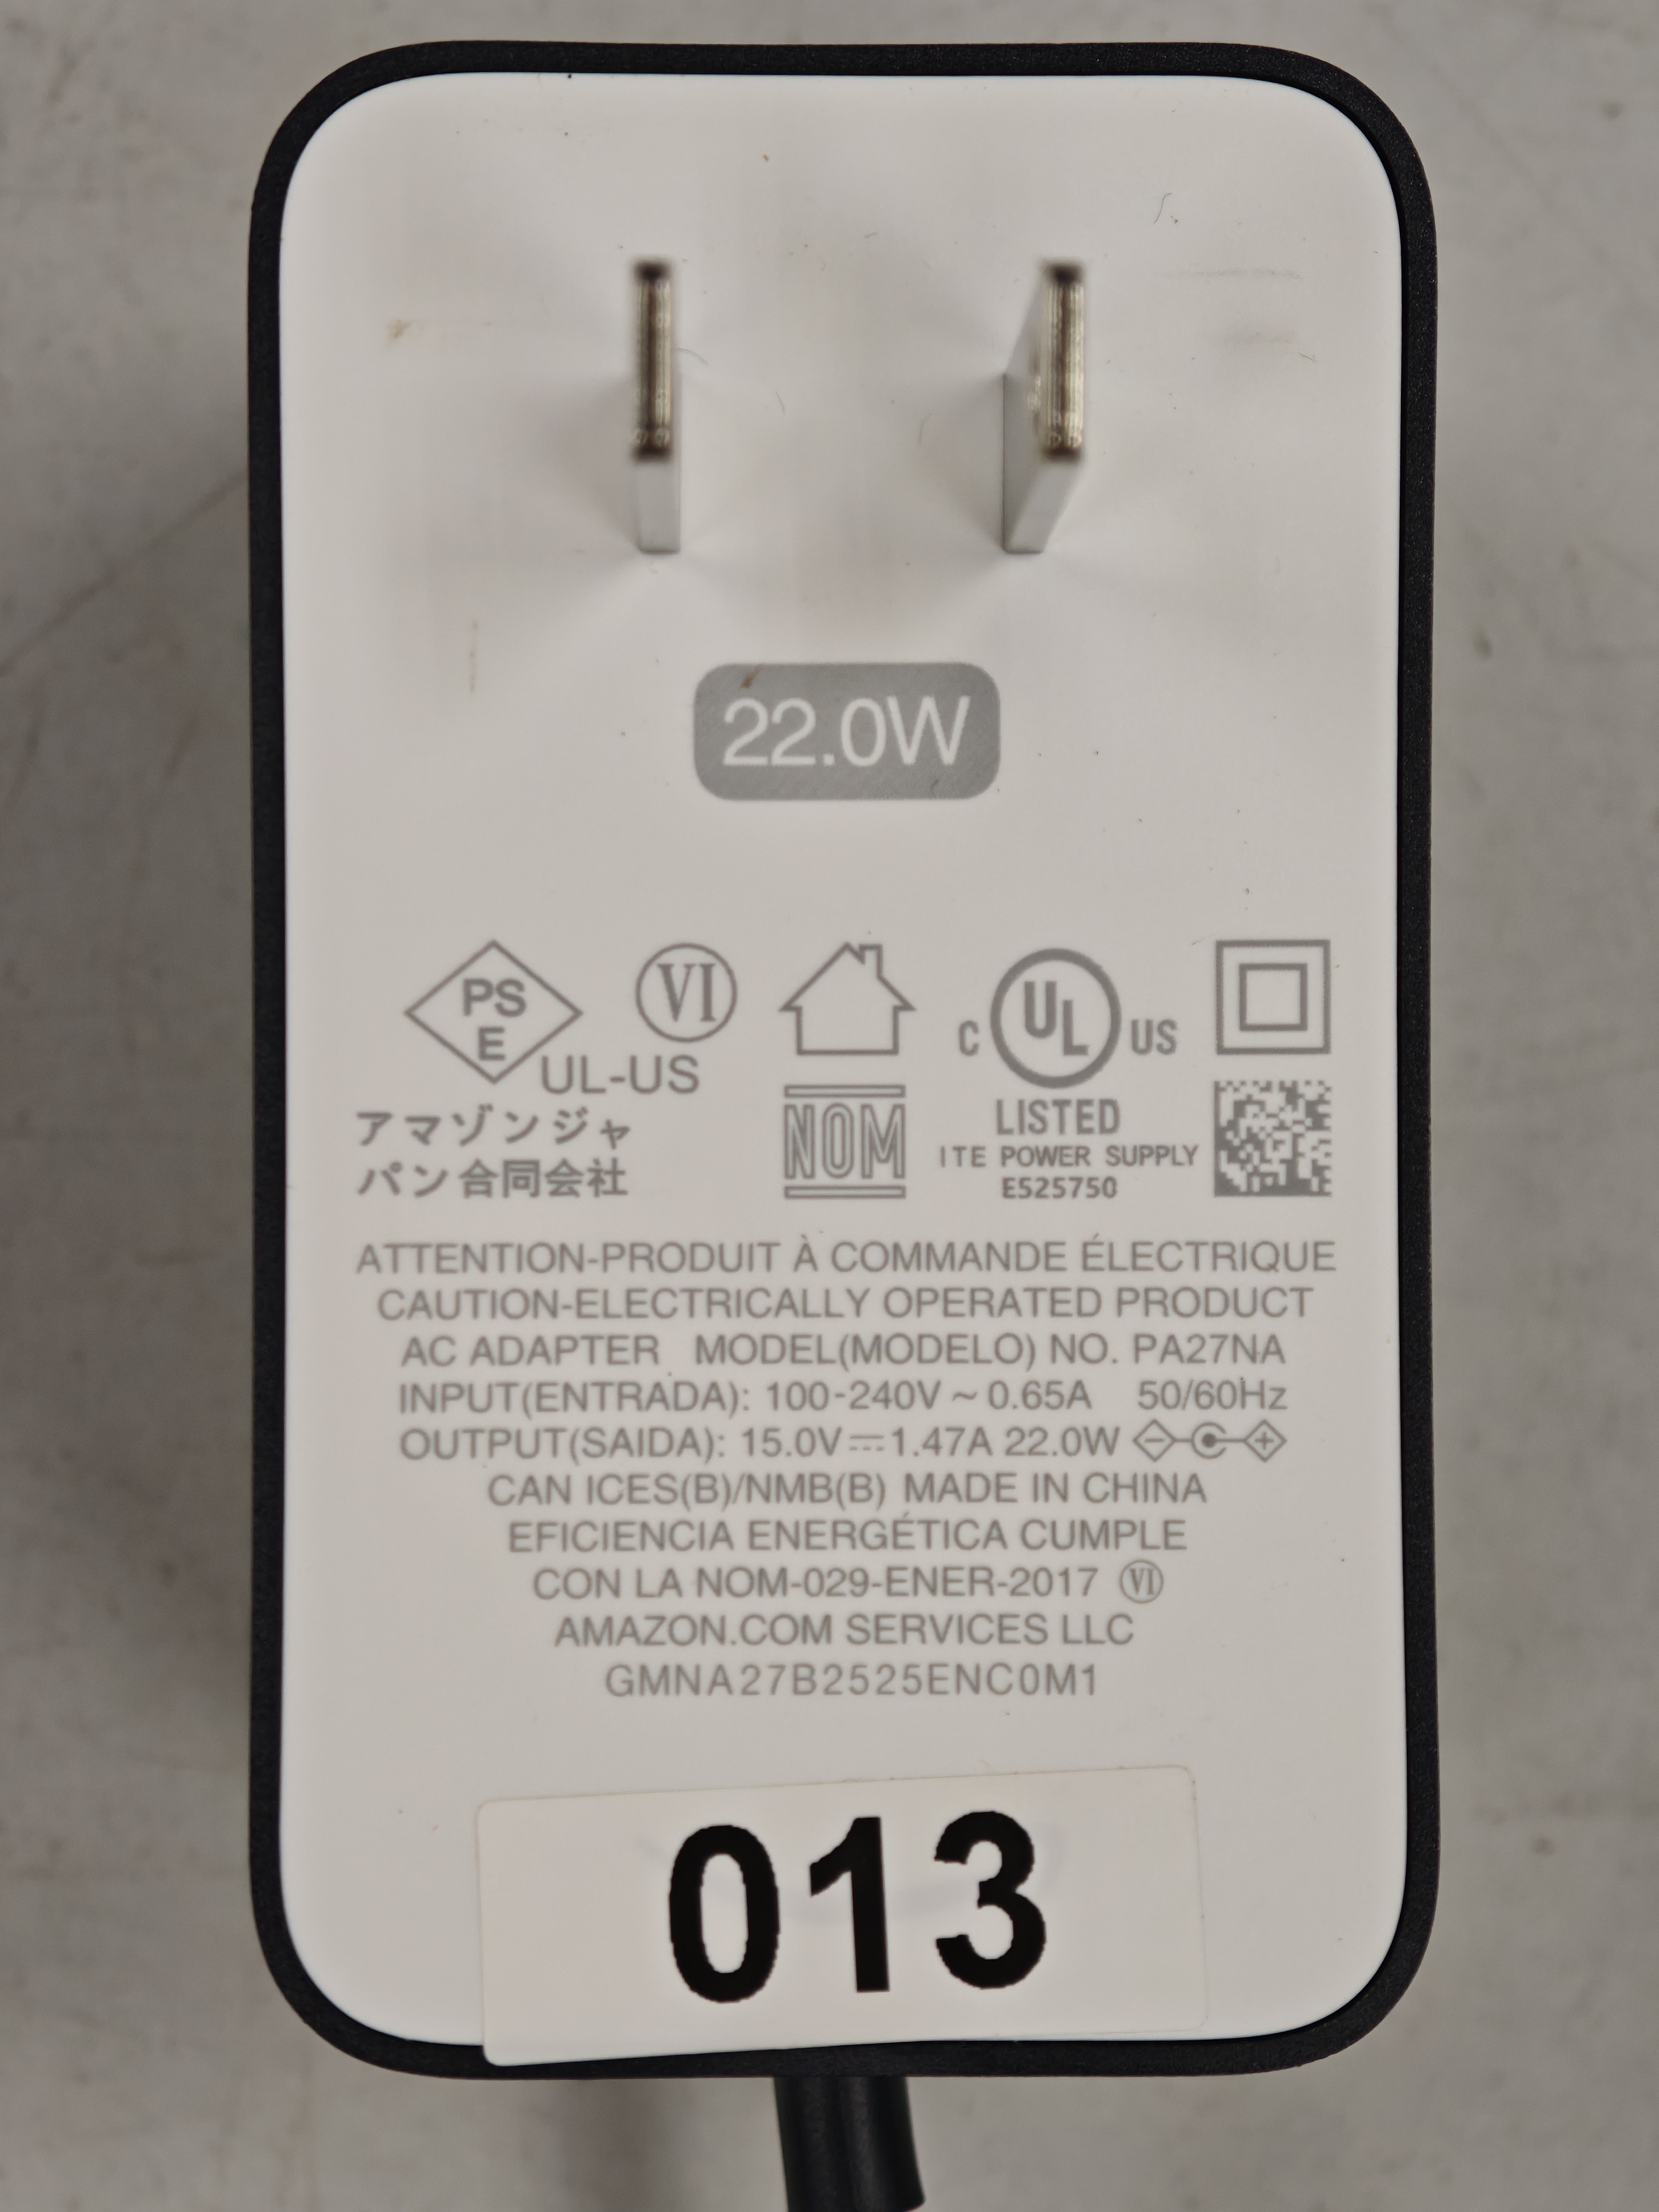 22.0W
PS
E
VI
UL-US
C UL US
LISTED
ITE POWER SUPPLY
E525750
NOM
アマゾンジャ
パン合同会社
ATTENTION-PRODUIT À COMMANDE ÉLECTRIQUE
CAUTION-ELECTRICALLY OPERATED PRODUCT
AC ADAPTER MODEL(MODELO) NO. PA27NA
INPUT(ENTRADA): 100-240V ~ 0.65A 50/60Hz
OUTPUT(SAIDA): 15.0V⎓1.47A 22.0W
CAN ICES(B)/NMB(B) MADE IN CHINA
EFICIENCIA ENERGÉTICA CUMPLE
CON LA NOM-029-ENER-2017 VI
AMAZON.COM SERVICES LLC
GMNA27B2525ENC0M1
013